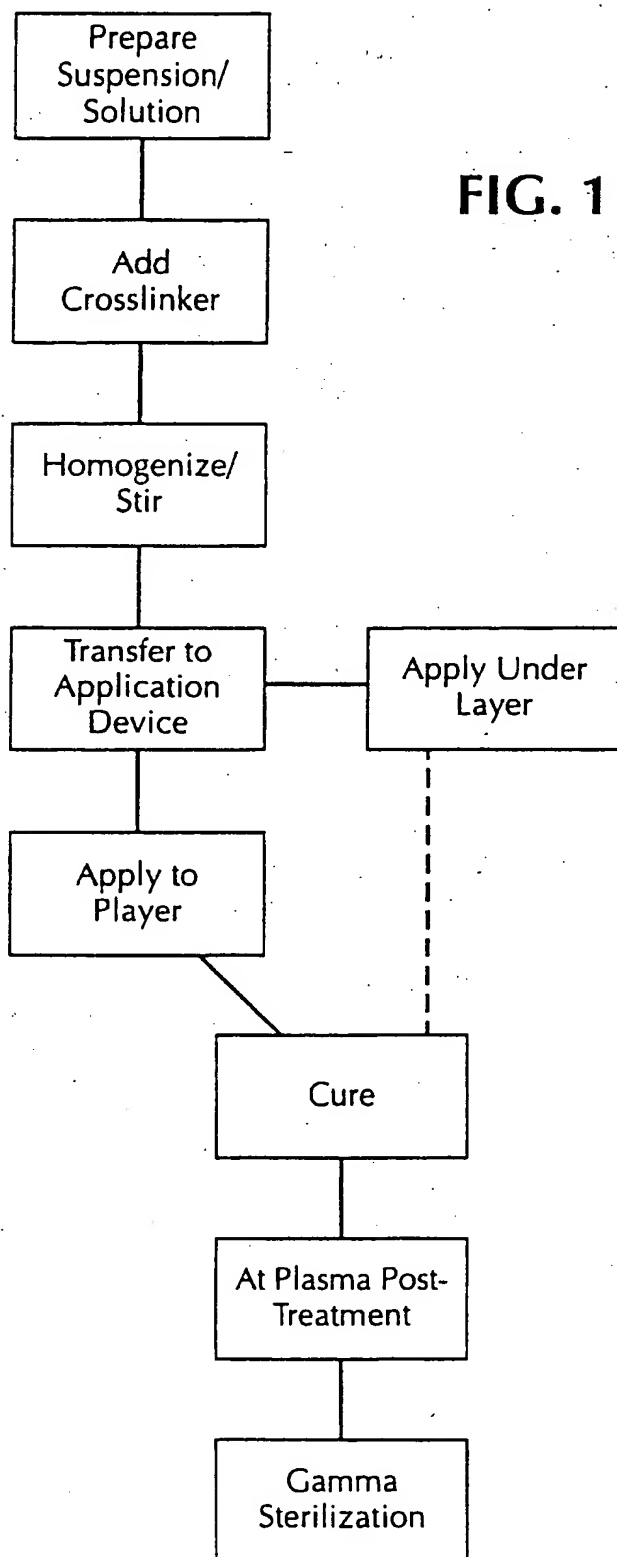 Prepare
Suspension/
Solution
FIG. 1
Add
Crosslinker
Homogenize/
Stir
Transfer to
Application
Device
Apply Under
Layer
Apply to
Player
Cure
At Plasma Post-
Treatment
Gamma
Sterilization